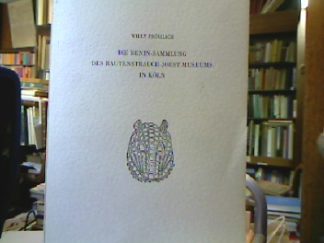 WILLY FRÖHLICH
DIE BENIN-SAMMLUNG
DES RAUTENSTRAUCH-JOEST-MUSEUMS
IN KÖLN